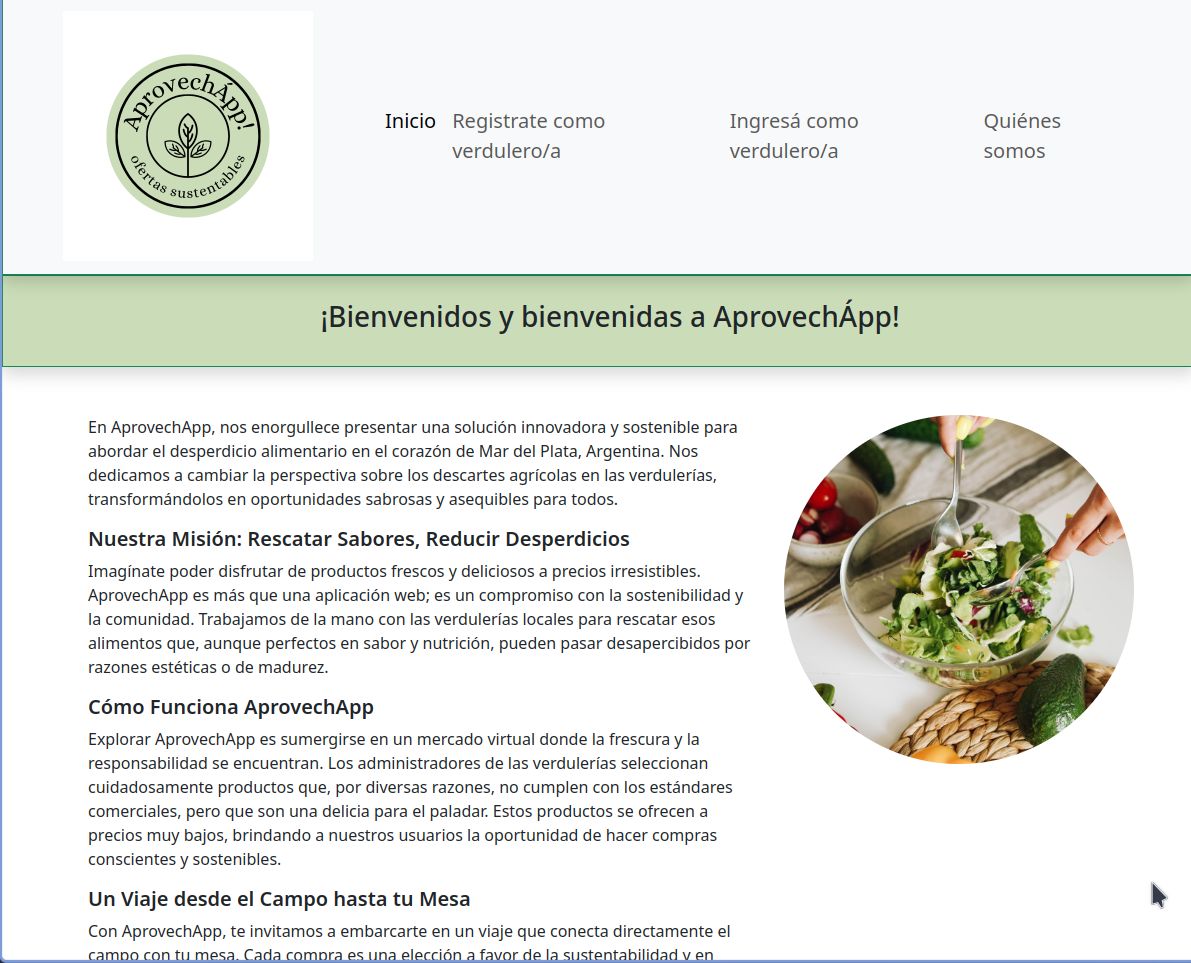 AprovechÁpp!
ofertas sustentables
Inicio
Registrate como
verdulero/a
Ingresá como
verdulero/a
Quiénes
somos
¡Bienvenidos y bienvenidas a AprovechÁpp!
En AprovechApp, nos enorgullece presentar una solución innovadora y sostenible para
abordar el desperdicio alimentario en el corazón de Mar del Plata, Argentina. Nos
dedicamos a cambiar la perspectiva sobre los descartes agrícolas en las verdulerías,
transformándolos en oportunidades sabrosas y asequibles para todos.
Nuestra Misión: Rescatar Sabores, Reducir Desperdicios
Imagínate poder disfrutar de productos frescos y deliciosos a precios irresistibles.
AprovechApp es más que una aplicación web; es un compromiso con la sostenibilidad y
la comunidad. Trabajamos de la mano con las verdulerías locales para rescatar esos
alimentos que, aunque perfectos en sabor y nutrición, pueden pasar desapercibidos por
razones estéticas o de madurez.
Cómo Funciona AprovechApp
Explorar AprovechApp es sumergirse en un mercado virtual donde la frescura y la
responsabilidad se encuentran. Los administradores de las verdulerías seleccionan
cuidadosamente productos que, por diversas razones, no cumplen con los estándares
comerciales, pero que son una delicia para el paladar. Estos productos se ofrecen a
precios muy bajos, brindando a nuestros usuarios la oportunidad de hacer compras
conscientes y sostenibles.
Un Viaje desde el Campo hasta tu Mesa
Con AprovechApp, te invitamos a embarcarte en un viaje que conecta directamente el
campo con tu mesa. Cada compra es una elección a favor de la sustentabilidad y en